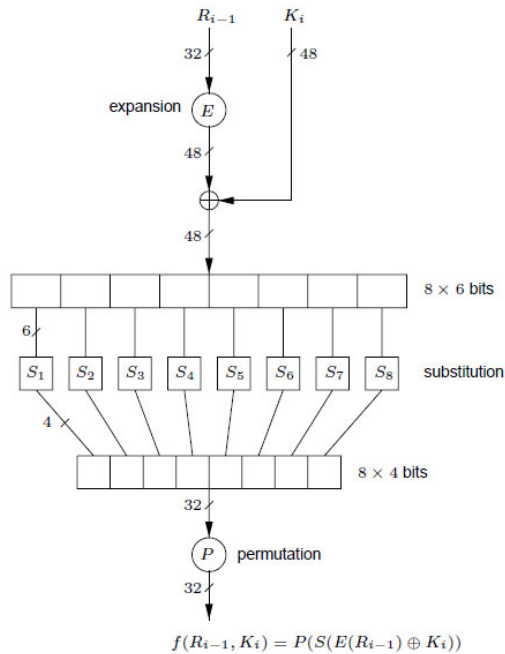 R_{i−1} K_i
32 48
expansion E
48
⊕
48
8 × 6 bits
6
S_1 S_2 S_3 S_4 S_5 S_6 S_7 S_8 substitution
4
8 × 4 bits
32
P permutation
32
f(R_{i−1}, K_i) = P(S(E(R_{i−1}) ⊕ K_i))